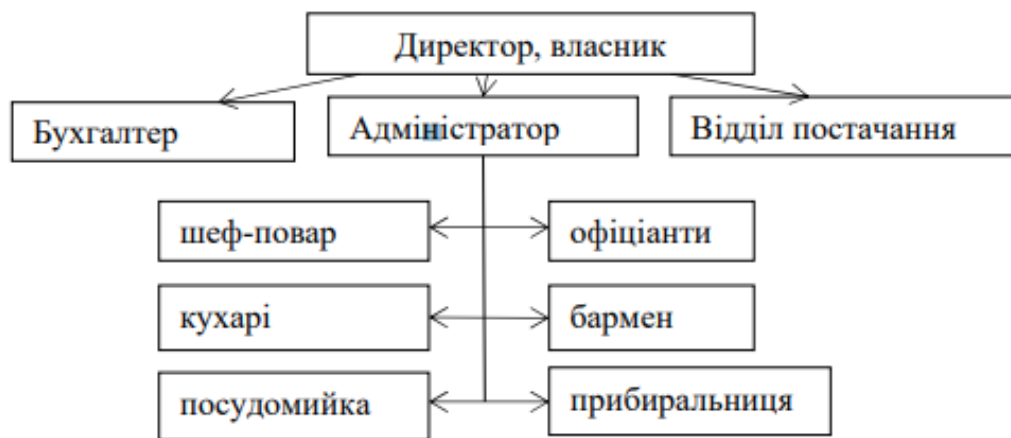 Директор, власник
Бухгалтер
Адміністратор
Відділ постачання
шеф-повар
офіціанти
кухарі
бармен
посудомийка
прибиральниця